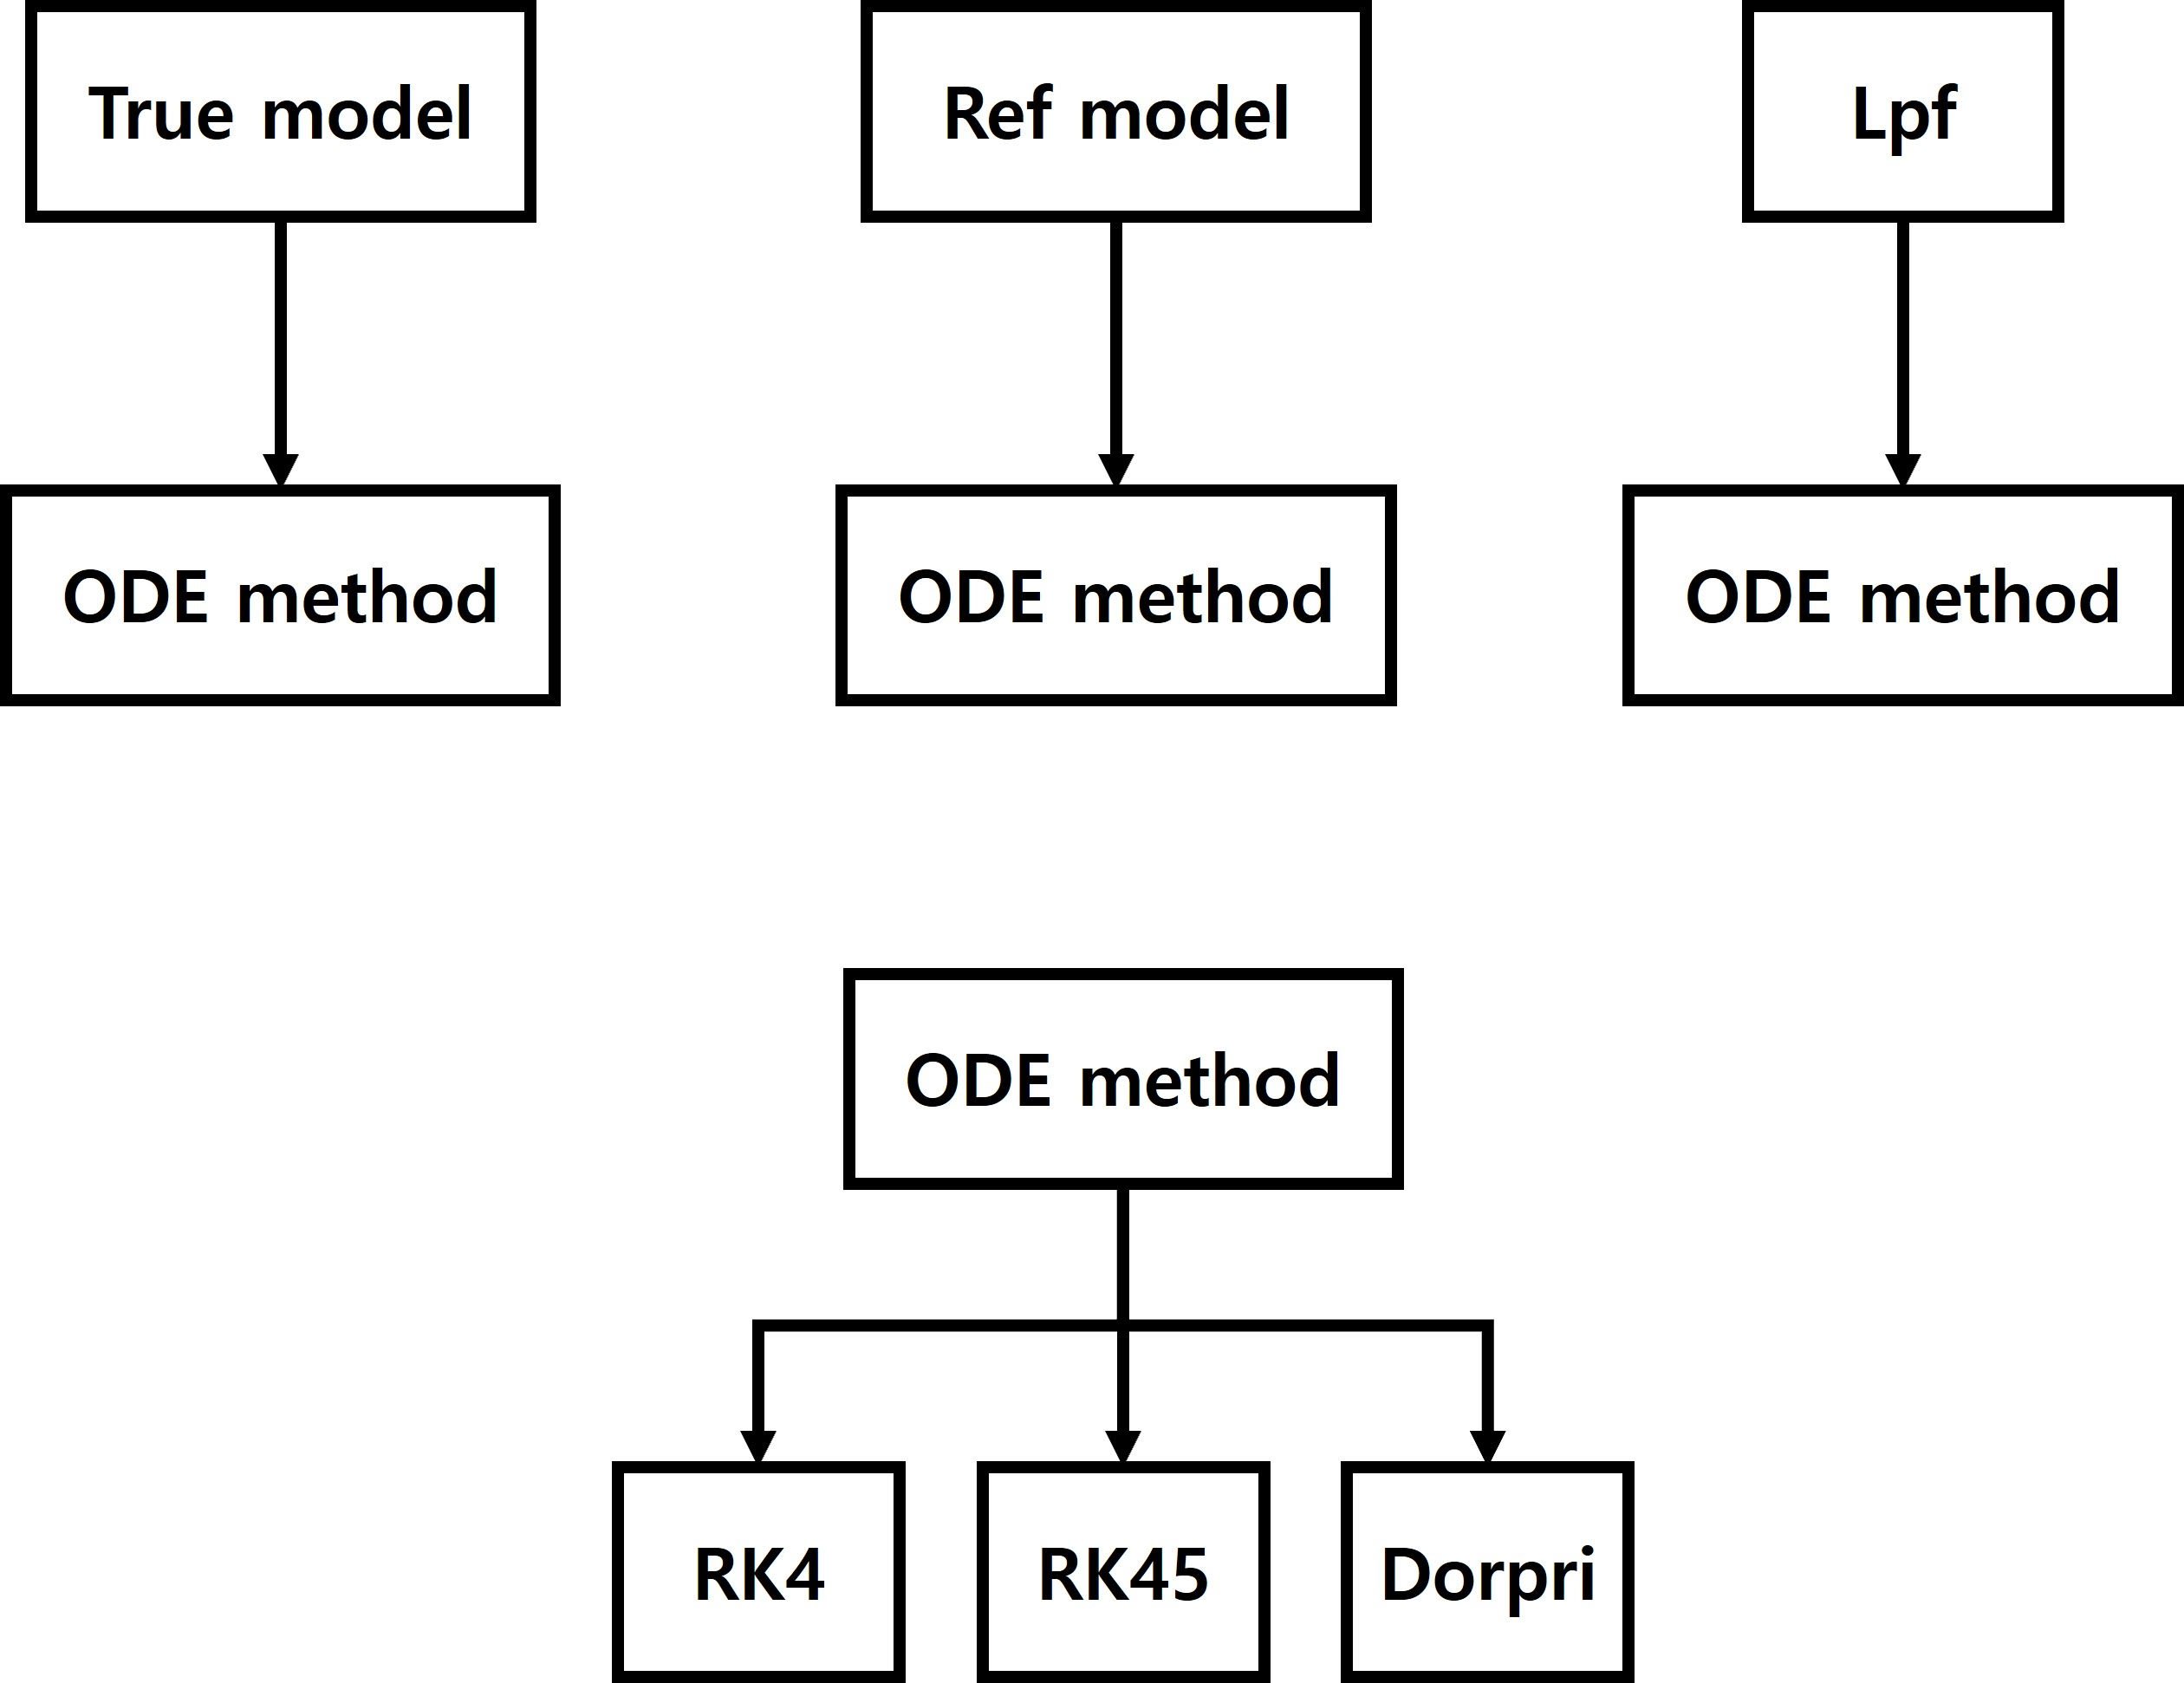 True model
Ref model
Lpf
ODE method
ODE method
ODE method
ODE method
RK4
RK45
Dorpri